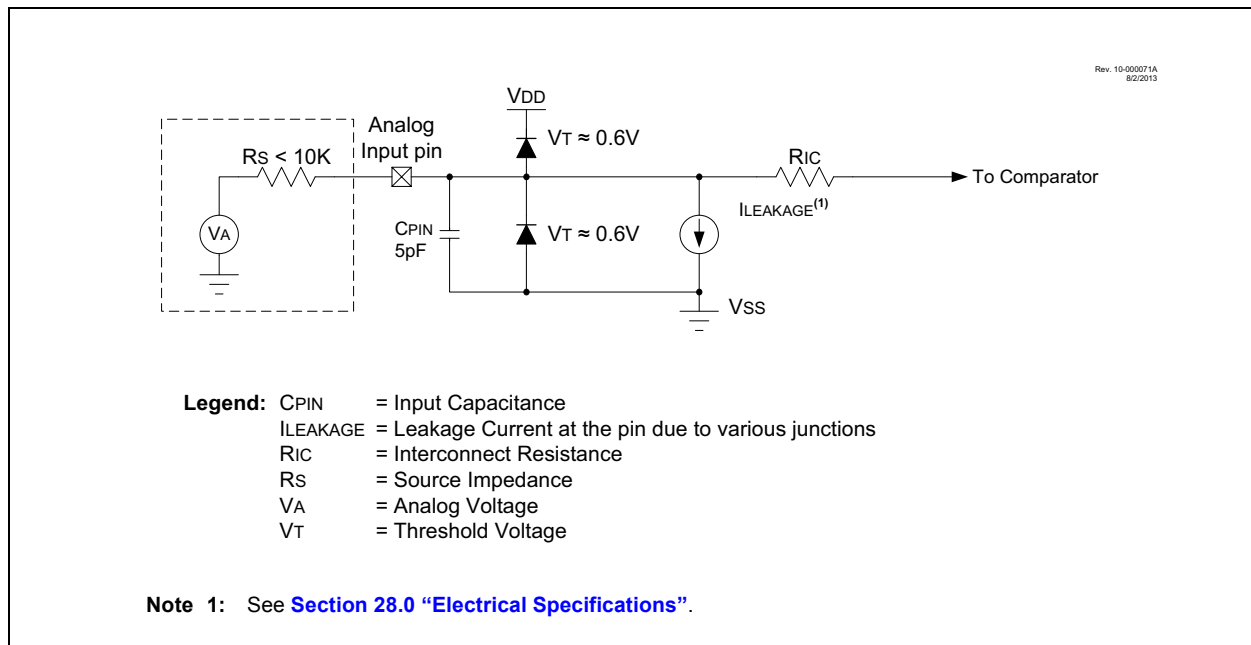 Rev. 10-000071A
8/2/2013
VDD
Analog
Input pin
VT ≈ 0.6V
RS < 10K
RIC
To Comparator
ILEAKAGE(1)
VA
CPIN
5pF
VT ≈ 0.6V
VSS
Legend: CPIN = Input Capacitance
ILEAKAGE = Leakage Current at the pin due to various junctions
RIC = Interconnect Resistance
RS = Source Impedance
VA = Analog Voltage
VT = Threshold Voltage
Note 1: See Section 28.0 “Electrical Specifications”.